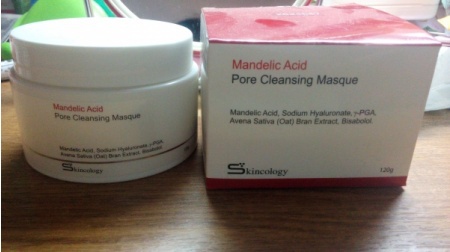 Mandelic Acid
Pore Cleansing Masque
Mandelic Acid, Sodium Hyaluronate, γ-PGA,
Avena Sativa (Oat) Bran Extract, Bisabolol.
Skincology
Mandelic Acid
Pore Cleansing Masque
Mandelic Acid, Sodium Hyaluronate, γ-PGA,
Avena Sativa (Oat) Bran Extract, Bisabolol.
Skincology
120g